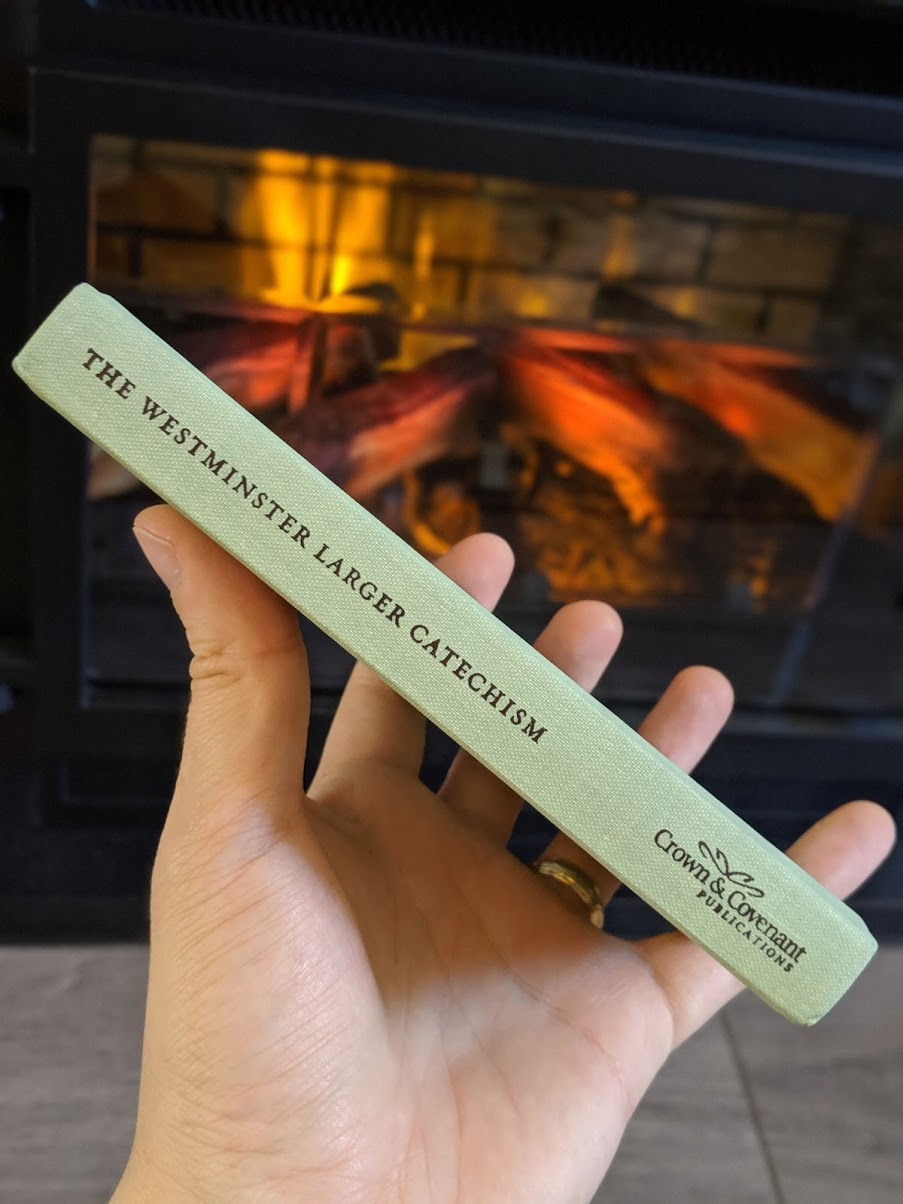 THE WESTMINSTER LARGER CATECHISM
Crown & Covenant
PUBLICATIONS